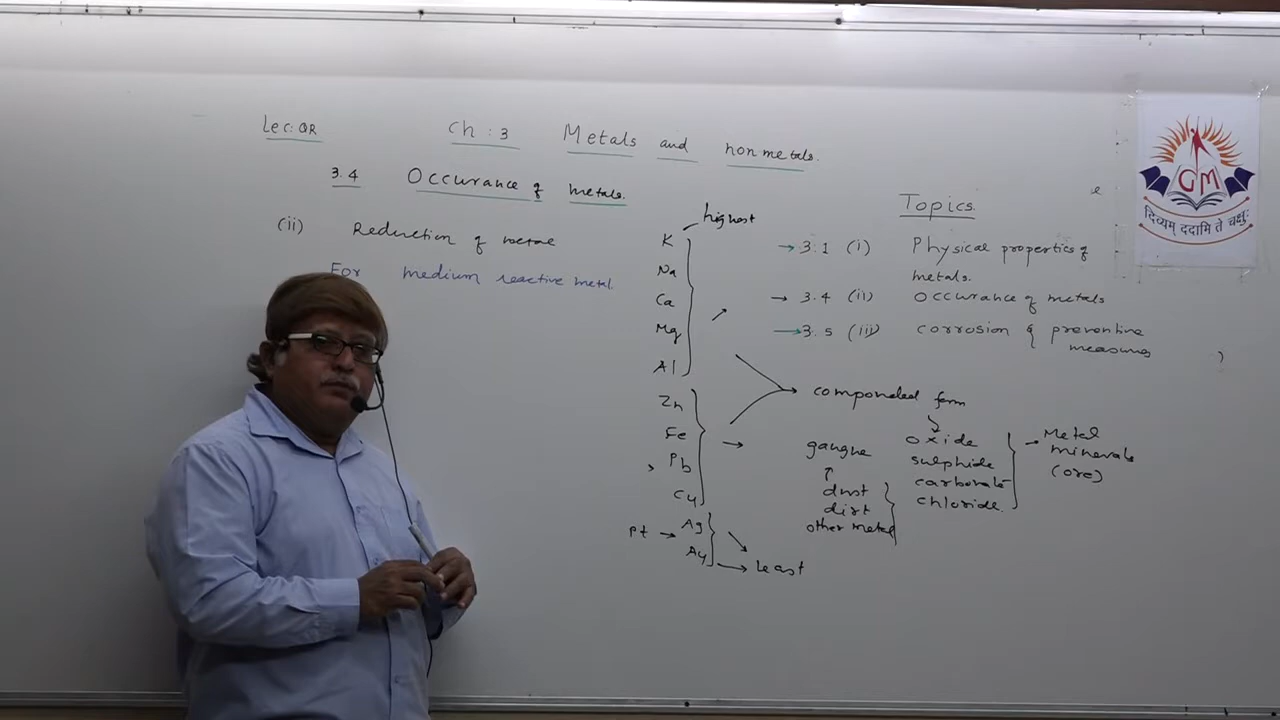 Lec: QR
Ch : 3 Metals and nonmetals.
3.4 Occurance of metals.
(ii) Reduction of metal
For medium reactive metal
highest
K
Na
Ca
Mg
Al
Zn
Fe
Pb
Cu
Pt → Ag
Au
Least
Topics
→ 3.1 (i) Physical properties of
metals.
→ 3.4 (ii) Occurance of metals
→ 3.5 (iii) corrosion & preventive
measures
componded form
oxide
sulphide
carbonate
chloride.
Metal
minerals
(ore)
gangue
dust
dirt
other metal
GM
दिव्यम् ददामि ते चक्षुः